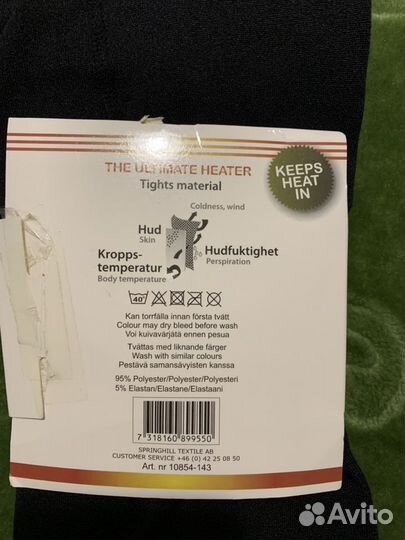 THE ULTIMATE HEATER
Tights material
KEEPS
HEAT
IN
Coldness, wind
Hud
Skin
Hudfuktighet
Perspiration
Kropps-
temperatur
Body temperature
40°
Kan torrfälla innan första tvätt
Colour may dry bleed before wash
Voi kuivavärjätä ennen pesua
Tvättas med liknande färger
Wash with similar colours
Pestävä samansävyisten kanssa
95% Polyester/Polyester/Polyesteri
5% Elastan/Elastane/Elastaani
7 318160 899550
SPRINGHILL TEXTILE AB
CUSTOMER SERVICE +46 (0) 42 25 08 50
Art. nr 10854-143
Avito